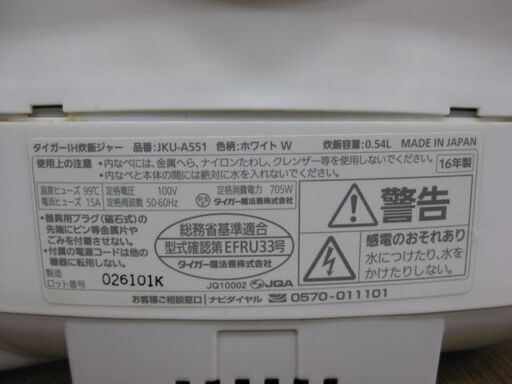 タイガーIH炊飯ジャー 品番:JKU-A551 色柄:ホワイト W 炊飯容量:0.54L MADE IN JAPAN
使用上の注意 ・内なべには、金属へら、ナイロンたわし、クレンザー等を使用しないでください。 16年製
・内なべと本体の間には絶対に水を入れないでください。
温度ヒューズ 99℃ 定格電圧 100V 定格消費電力 705W
電流ヒューズ 15A 定格周波数 50-60Hz タイガー魔法瓶株式会社
・器具用プラグ(磁石式)の
先端にピン等金属片や
ごみを付着させないで
ください。
・付属の電源コードは他の
機器に転用しない。
総務省基準適合
型式確認第EFRU33号
タイガー魔法瓶株式会社
警告
感電のおそれあり
水につけたり、水を
かけたりしない
製造
ロット番号 026101K
JQ10002 JQA
お客様ご相談窓口 ナビダイヤル 0570-011101